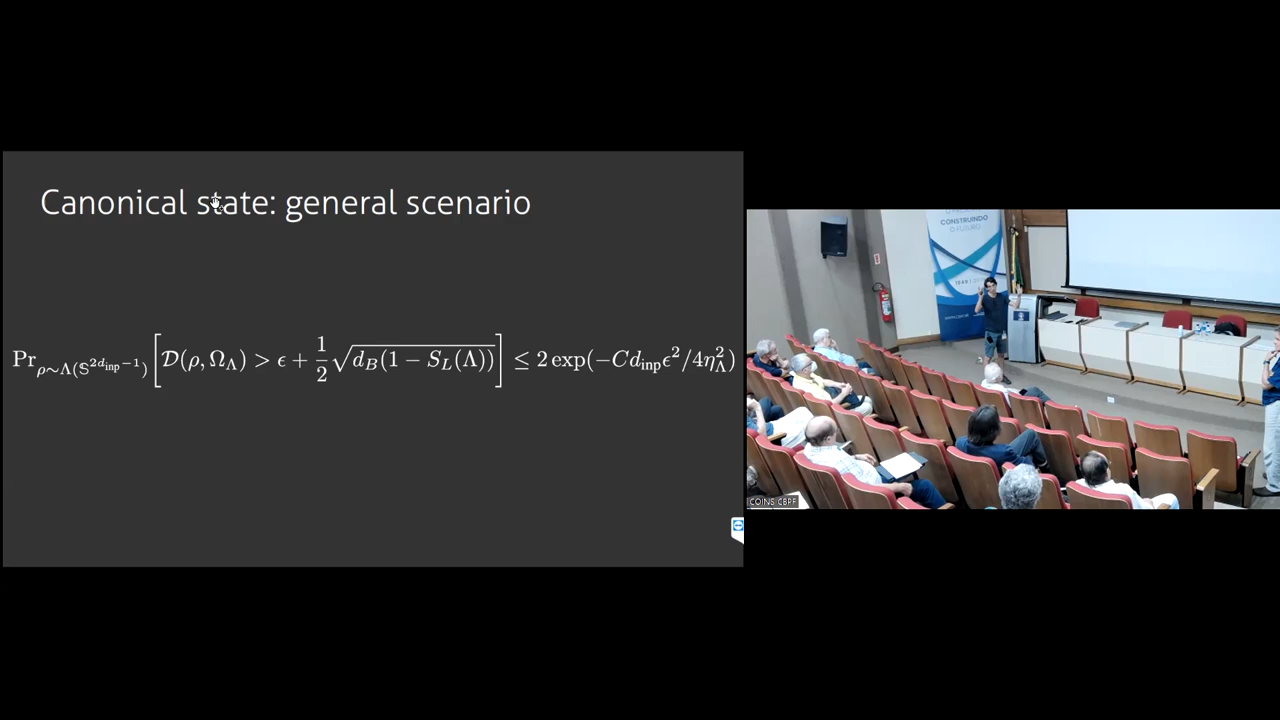 Canonical state: general scenario
Pr_{ρ∼Λ(𝕊^{2d_inp−1})} [ 𝒟(ρ, Ω_Λ) > ϵ + 1/2 √(d_B(1 − S_L(Λ))) ] ≤ 2 exp(−Cd_inp ϵ²/4η_Λ²)
CONSTRUINDO
O FUTURO
COINS CBPF